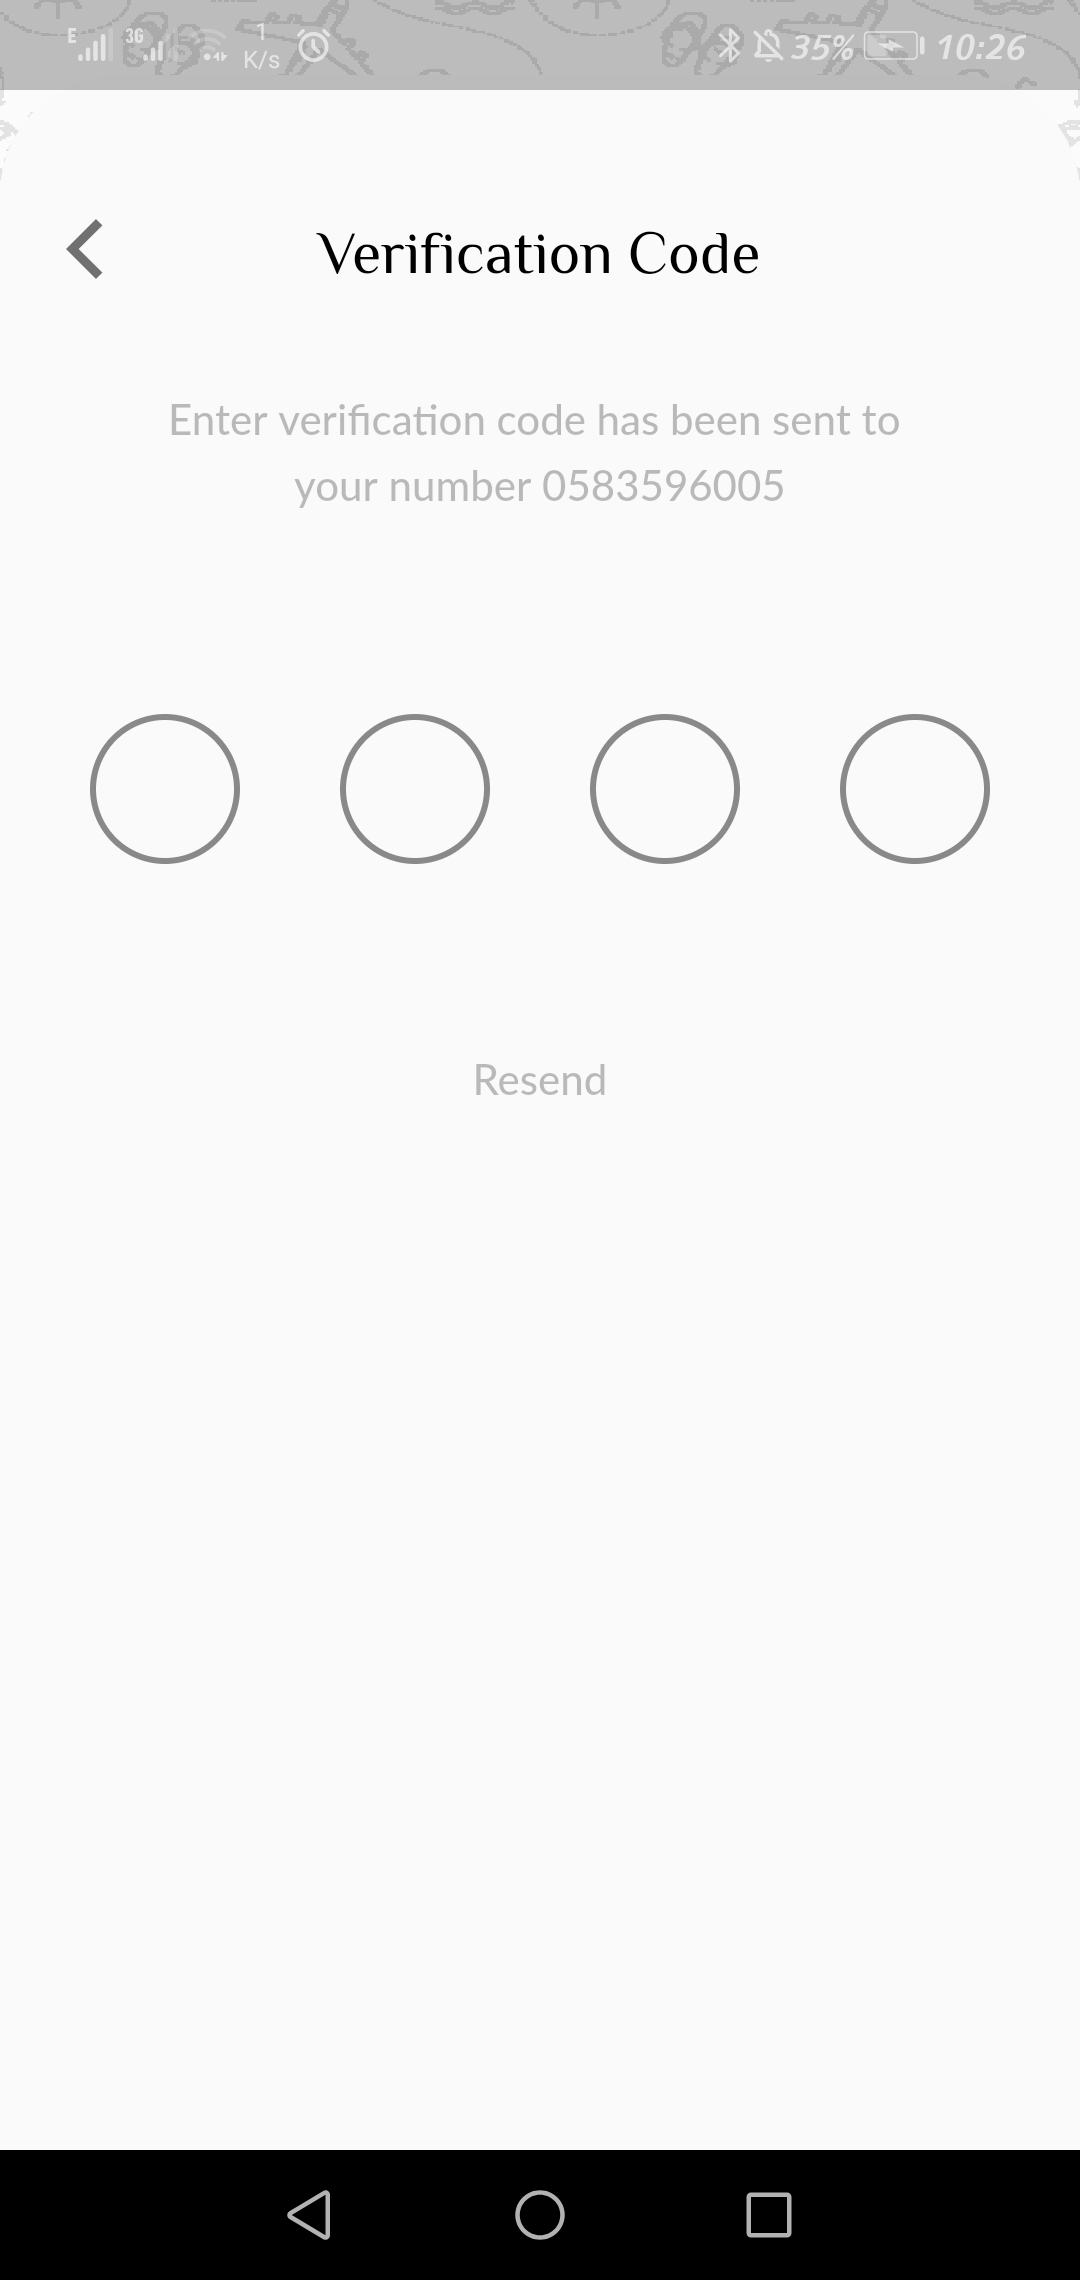 E 3G 1 K/s 35% 10:26
Verification Code
Enter verification code has been sent to
your number 0583596005
Resend